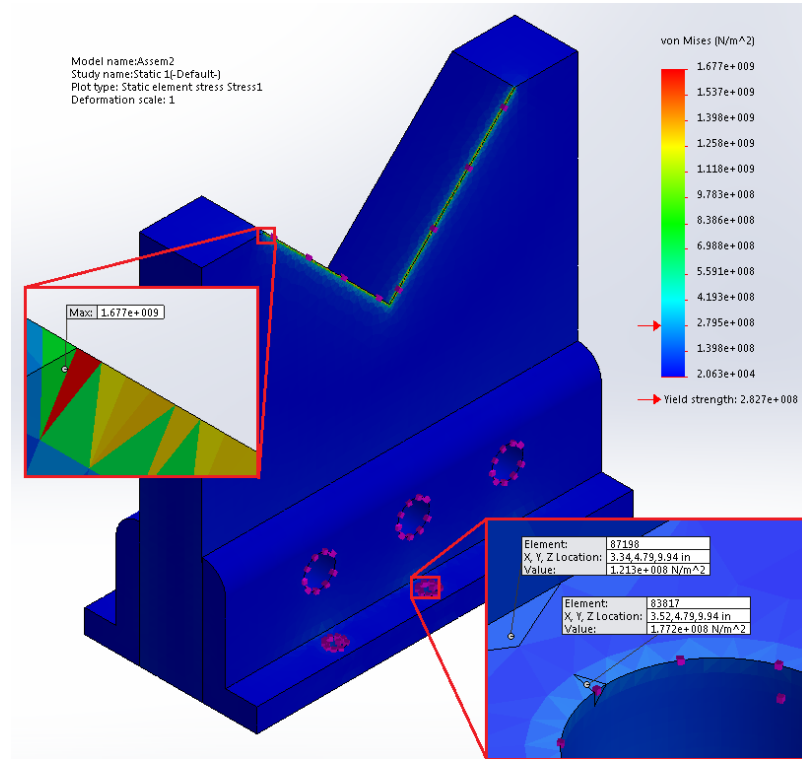 Model name:Assem2
Study name:Static 1(-Default-)
Plot type: Static element stress Stress1
Deformation scale: 1
von Mises (N/m^2)
1.677e+009
1.537e+009
1.398e+009
1.258e+009
1.118e+009
9.783e+008
8.386e+008
6.988e+008
5.591e+008
4.193e+008
2.795e+008
1.398e+008
2.063e+004
Yield strength: 2.827e+008
Max: 1.677e+009
Element: 87198
X, Y, Z Location: 3.34,4.79,9.94 in
Value: 1.213e+008 N/m^2
Element: 83817
X, Y, Z Location: 3.52,4.79,9.94 in
Value: 1.772e+008 N/m^2